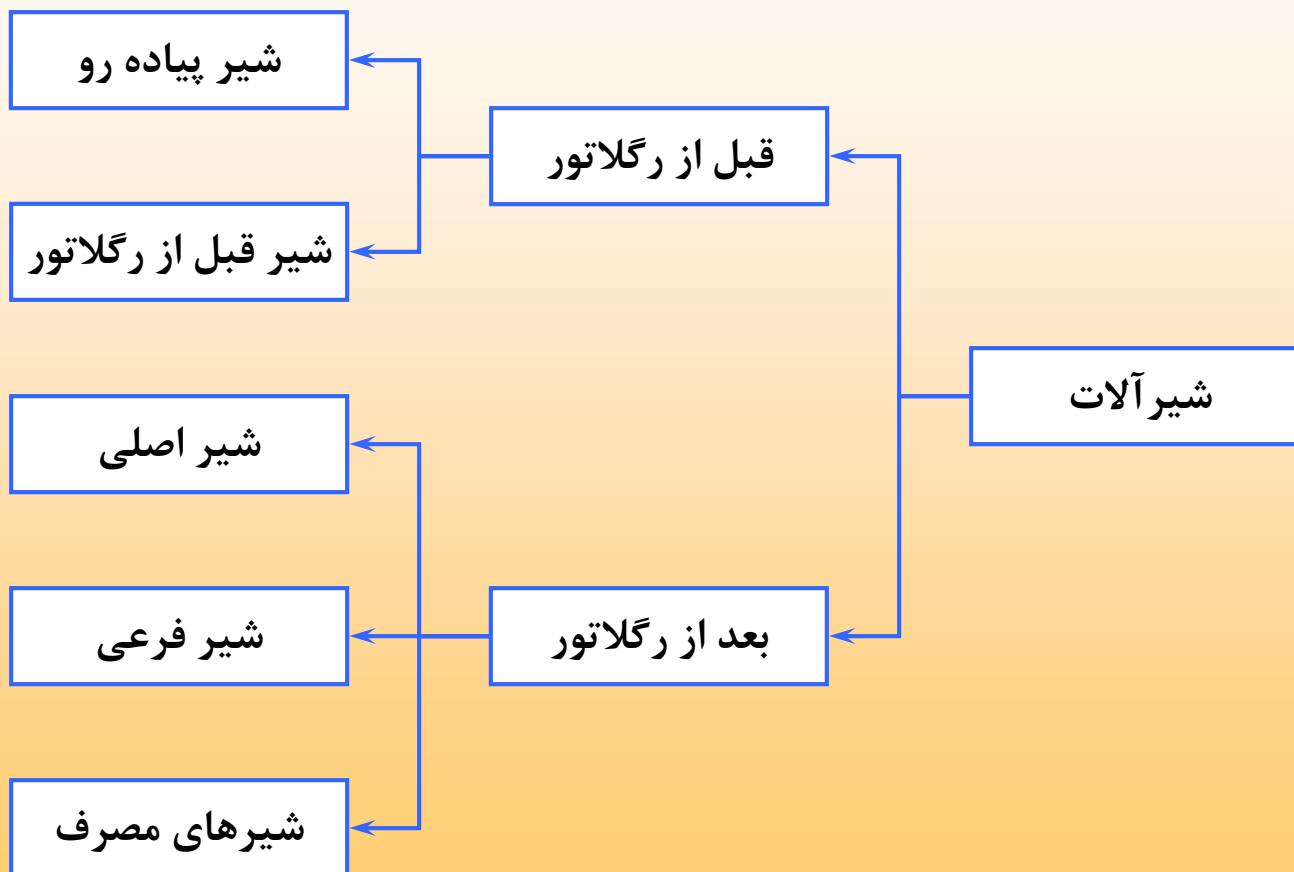 شیرآلات
قبل از رگلاتور
شیر پیاده رو
شیر قبل از رگلاتور
بعد از رگلاتور
شیر اصلی
شیر فرعی
شیرهای مصرف